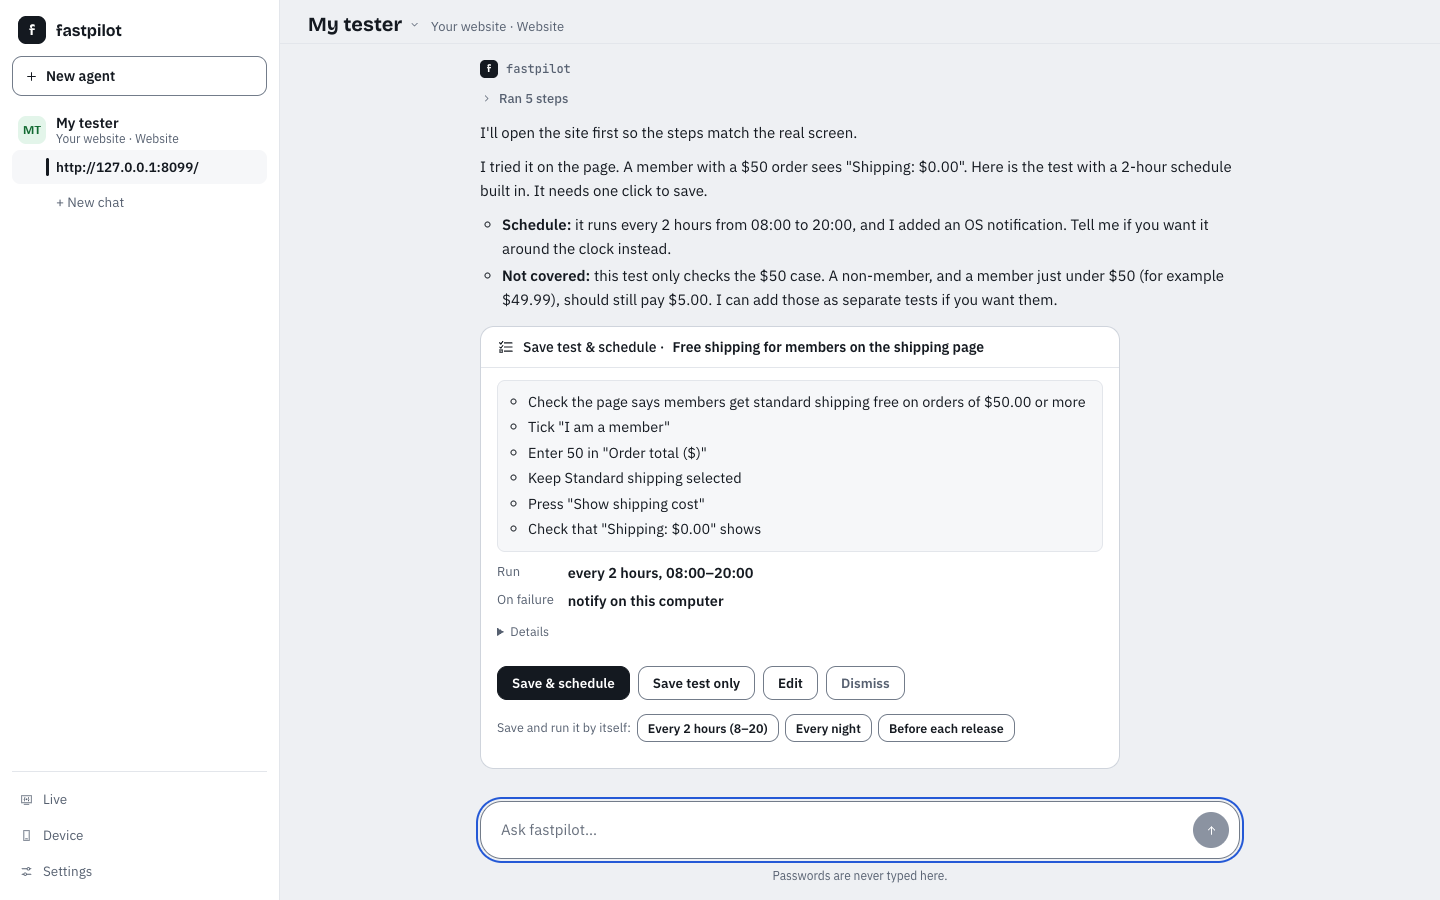 fastpilot
+ New agent
MT
My tester
Your website · Website
http://127.0.0.1:8099/
+ New chat
Live
Device
Settings
My tester
Your website · Website
fastpilot
Ran 5 steps
I'll open the site first so the steps match the real screen.
I tried it on the page. A member with a $50 order sees "Shipping: $0.00". Here is the test with a 2-hour schedule
built in. It needs one click to save.
Schedule: it runs every 2 hours from 08:00 to 20:00, and I added an OS notification. Tell me if you want it
around the clock instead.
Not covered: this test only checks the $50 case. A non-member, and a member just under $50 (for example
$49.99), should still pay $5.00. I can add those as separate tests if you want them.
Save test & schedule · Free shipping for members on the shipping page
Check the page says members get standard shipping free on orders of $50.00 or more
Tick "I am a member"
Enter 50 in "Order total ($)"
Keep Standard shipping selected
Press "Show shipping cost"
Check that "Shipping: $0.00" shows
Run every 2 hours, 08:00–20:00
On failure notify on this computer
Details
Save & schedule Save test only Edit Dismiss
Save and run it by itself: Every 2 hours (8–20) Every night Before each release
Ask fastpilot...
Passwords are never typed here.